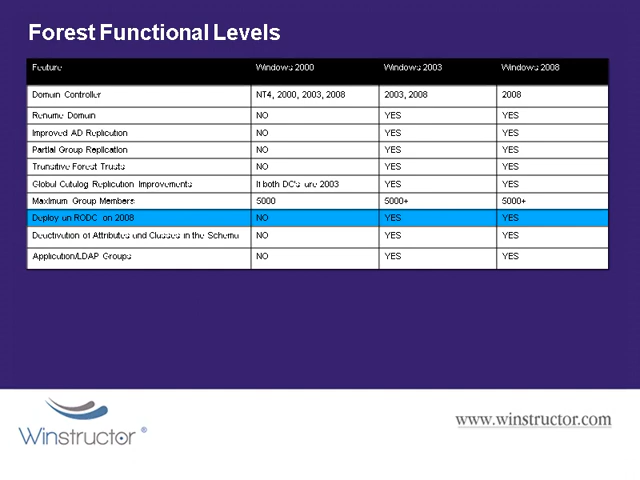 Forest Functional Levels
Feature Windows 2000 Windows 2003 Windows 2008
Domain Controller NT4, 2000, 2003, 2008 2003, 2008 2008
Rename Domain NO YES YES
Improved AD Replication NO YES YES
Partial Group Replication NO YES YES
Transitive Forest Trusts NO YES YES
Global Catalog Replication Improvements If both DC's are 2003 YES YES
Maximum Group Members 5000 5000+ 5000+
Deploy an RODC on 2008 NO YES YES
Deactivation of Attributes and Classes in the Schema NO YES YES
Application/LDAP Groups NO YES YES
Winstructor ®
www.winstructor.com